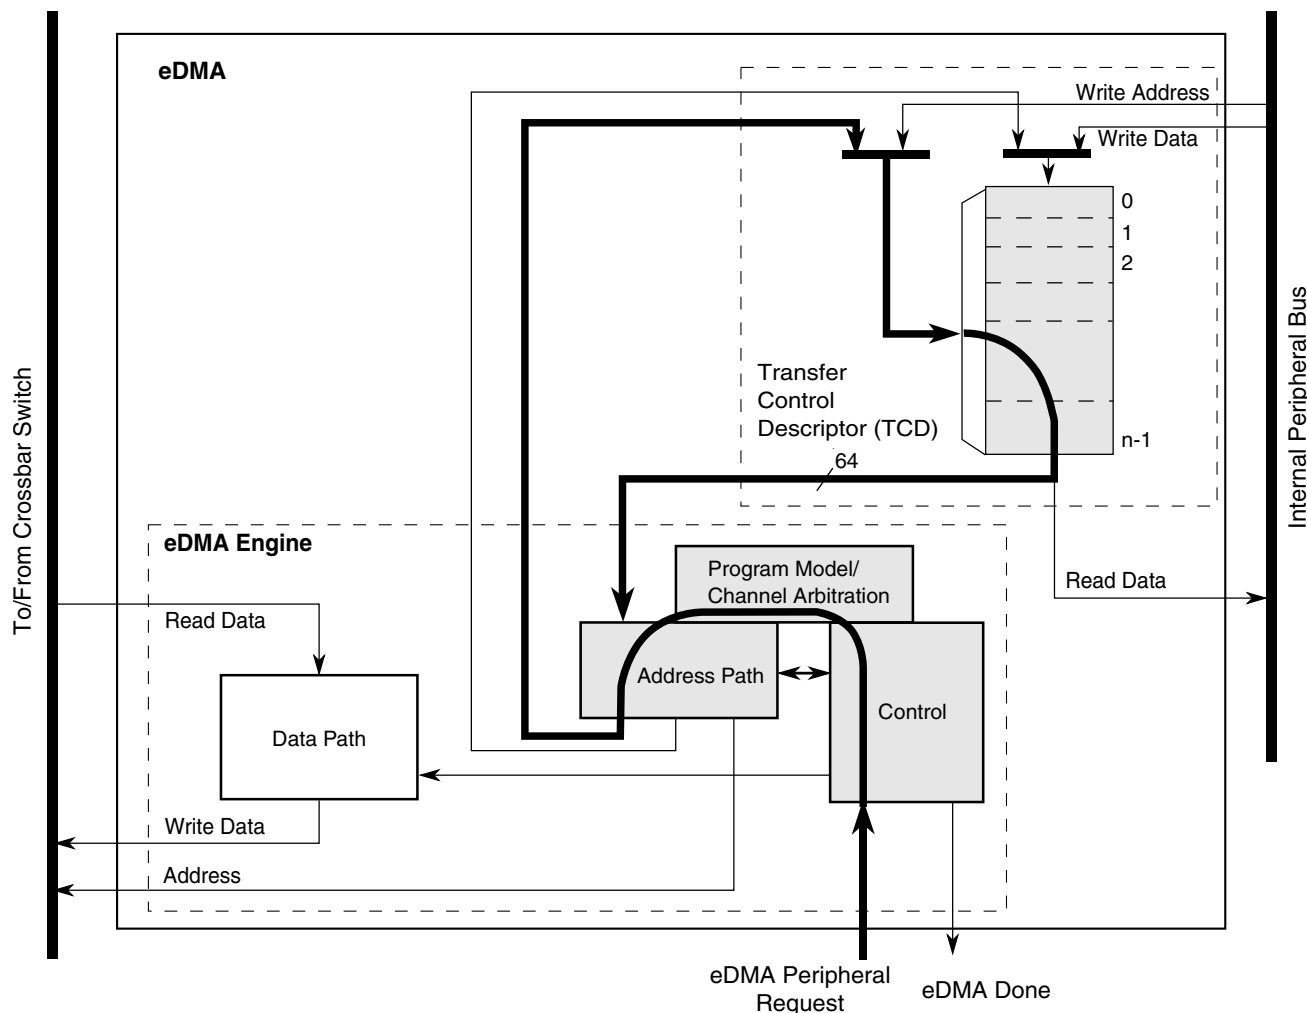 eDMA
Write Address
Write Data
0
1
2
n-1
Transfer
Control
Descriptor (TCD)
64
To/From Crossbar Switch
Internal Peripheral Bus
eDMA Engine
Program Model/
Channel Arbitration
Read Data
Read Data
Address Path
Control
Data Path
Write Data
Address
eDMA Peripheral
Request
eDMA Done